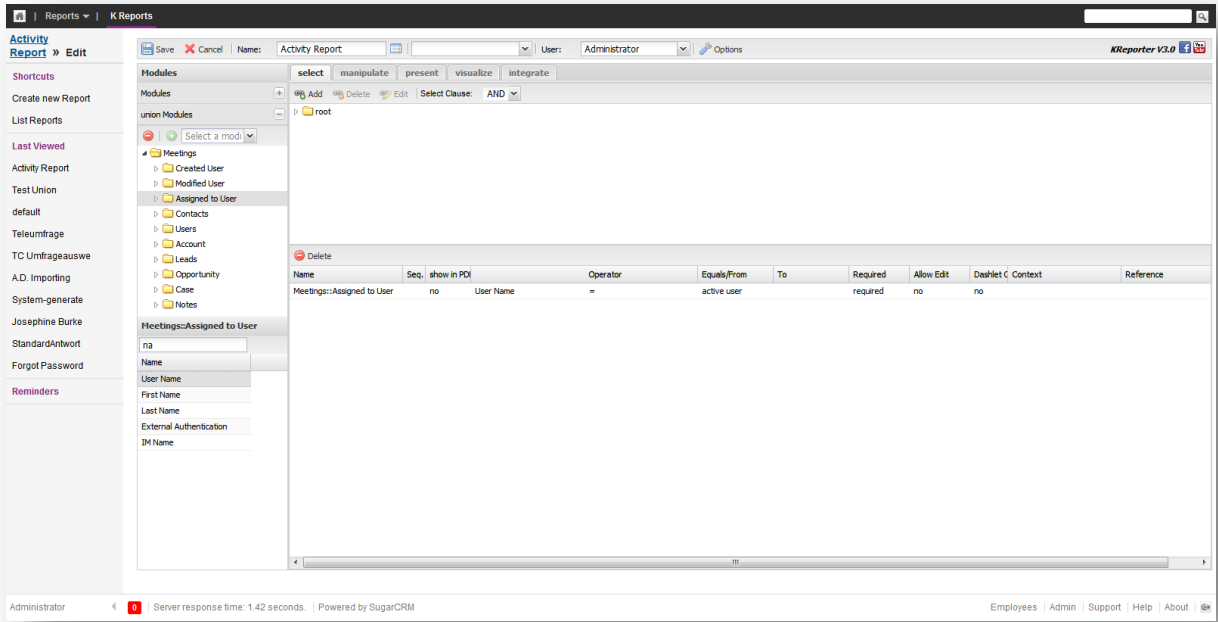 | Reports | K Reports
Activity
Report » Edit
Save Cancel Name: Activity Report User: Administrator Options KReporter V3.0
Shortcuts
Create new Report
List Reports
Last Viewed
Activity Report
Test Union
default
Teleumfrage
TC Umfrageauswe
A.D. Importing
System-generate
Josephine Burke
StandardAntwort
Forgot Password
Reminders
Modules
Modules
union Modules
Select a modu
Meetings
Created User
Modified User
Assigned to User
Contacts
Users
Account
Leads
Opportunity
Case
Notes
Meetings::Assigned to User
na
Name
User Name
First Name
Last Name
External Authentication
IM Name
select manipulate present visualize integrate
Add Delete Edit Select Clause: AND
root
Delete
Name Seq. show in PDF Operator Equals/From To Required Allow Edit Dashlet C Context Reference
Meetings::Assigned to User no User Name = active user required no no
Administrator 0 Server response time: 1.42 seconds. Powered by SugarCRM Employees Admin Support Help About